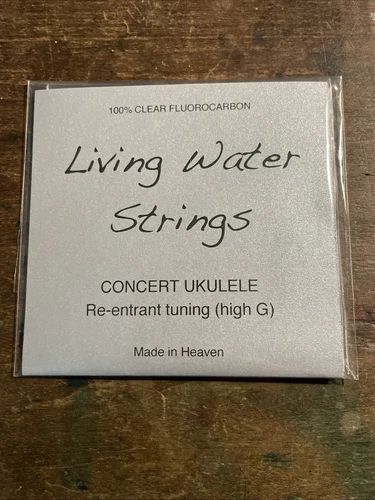 100% CLEAR FLUOROCARBON
Living Water
Strings
CONCERT UKULELE
Re-entrant tuning (high G)
Made in Heaven